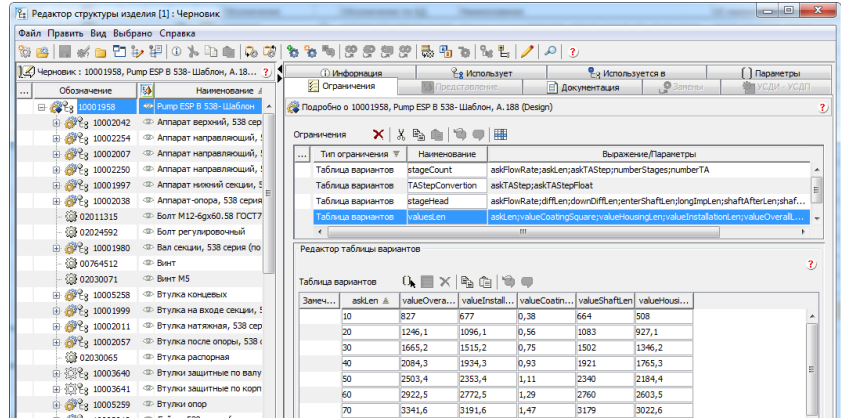 Редактор структуры изделия [1] : Черновик
Файл Править Вид Выбрано Справка
Черновик : 10001958, Pump ESP В 538- Шаблон, А.18... ?
... Обозначение Наименование
10001958 Pump ESP В 538- Шаблон
10002042 Аппарат верхний, 538 сер
10002254 Аппарат направляющий, 5
10002007 Аппарат направляющий,
10002250 Аппарат направляющий,
10001997 Аппарат нижний секции, 5
10002038 Аппарат-опора, 538 серия
02011315 Болт М12-6gx60.58 ГОСТ7
02024592 Болт регулировочный
10001980 Вал секции, 538 серия (по
00764512 Винт
02030071 Винт М5
10005258 Втулка концевых
10001999 Втулка на входе секции, 5
10002011 Втулка натяжная, 538 сер
10002057 Втулка после опоры, 538 с
02030065 Втулка распорная
10003640 Втулки защитные по валу
10003641 Втулки защитные по корп
10005259 Втулки опор
Информация Использует Используется в [ ] Параметры
Ограничения Представление Документация Замены УСДИ - УСДП
Подробно о 10001958, Pump ESP В 538- Шаблон, А.188 (Design) ?
Ограничения
... Тип ограничения Наименование Выражение/Параметры
Таблица вариантов stageCount askFlowRate;askLen;askTAStep;numberStages;numberTA
Таблица вариантов TAStepConvertion askTAStep;askTAStepFloat
Таблица вариантов stageHead askFlowRate;diffLen;downDiffLen;enterShaftLen;longImpLen;shaftAfterLen;shaf...
Таблица вариантов valuesLen askLen;valueCoatingSquare;valueHousingLen;valueInstallationLen;valueOverallL...
Редактор таблицы вариантов
?
Таблица вариантов
Замеч... askLen valueOvera... valueInstall... valueCoatin... valueShaftLen valueHousi...
10 827 677 0,38 664 508
20 1246,1 1096,1 0,56 1083 927,1
30 1665,2 1515,2 0,75 1502 1346,2
40 2084,3 1934,3 0,93 1921 1765,3
50 2503,4 2353,4 1,11 2340 2184,4
60 2922,5 2772,5 1,29 2760 2603,5
70 3341,6 3191,6 1,47 3179 3022,6